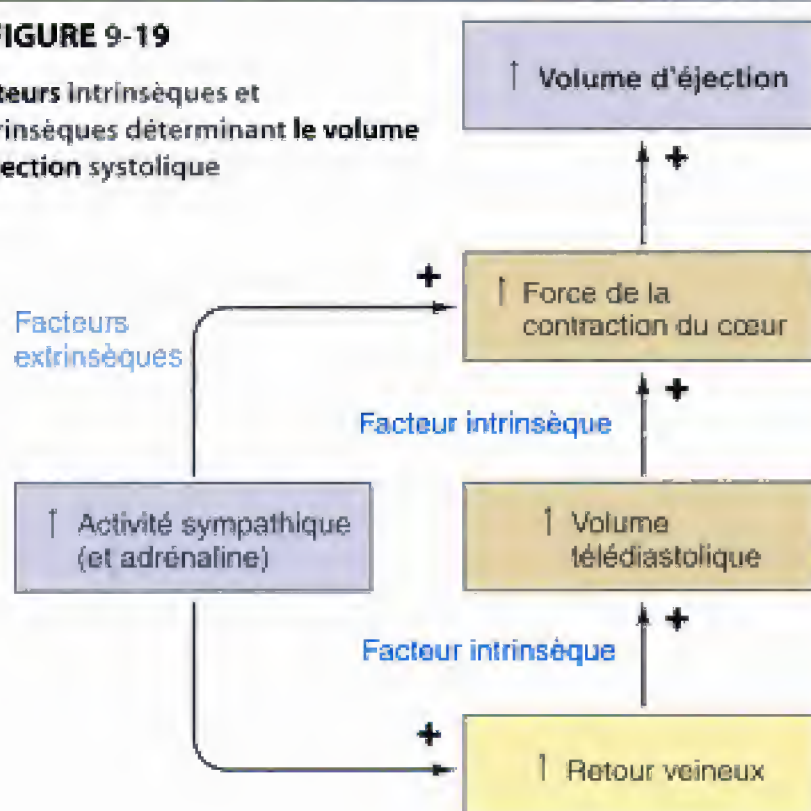 FIGURE 9-19
teurs intrinsèques et
rinsèques déterminant le volume
ection systolique
↑ Volume d'éjection
+
↑ Force de la
contraction du cœur
+
Facteurs
extrinsèques
+
Facteur intrinsèque
↑ Activité sympathique
(et adrénaline)
↑ Volume
télédiastolique
+
Facteur intrinsèque
+
↑ Retour veineux